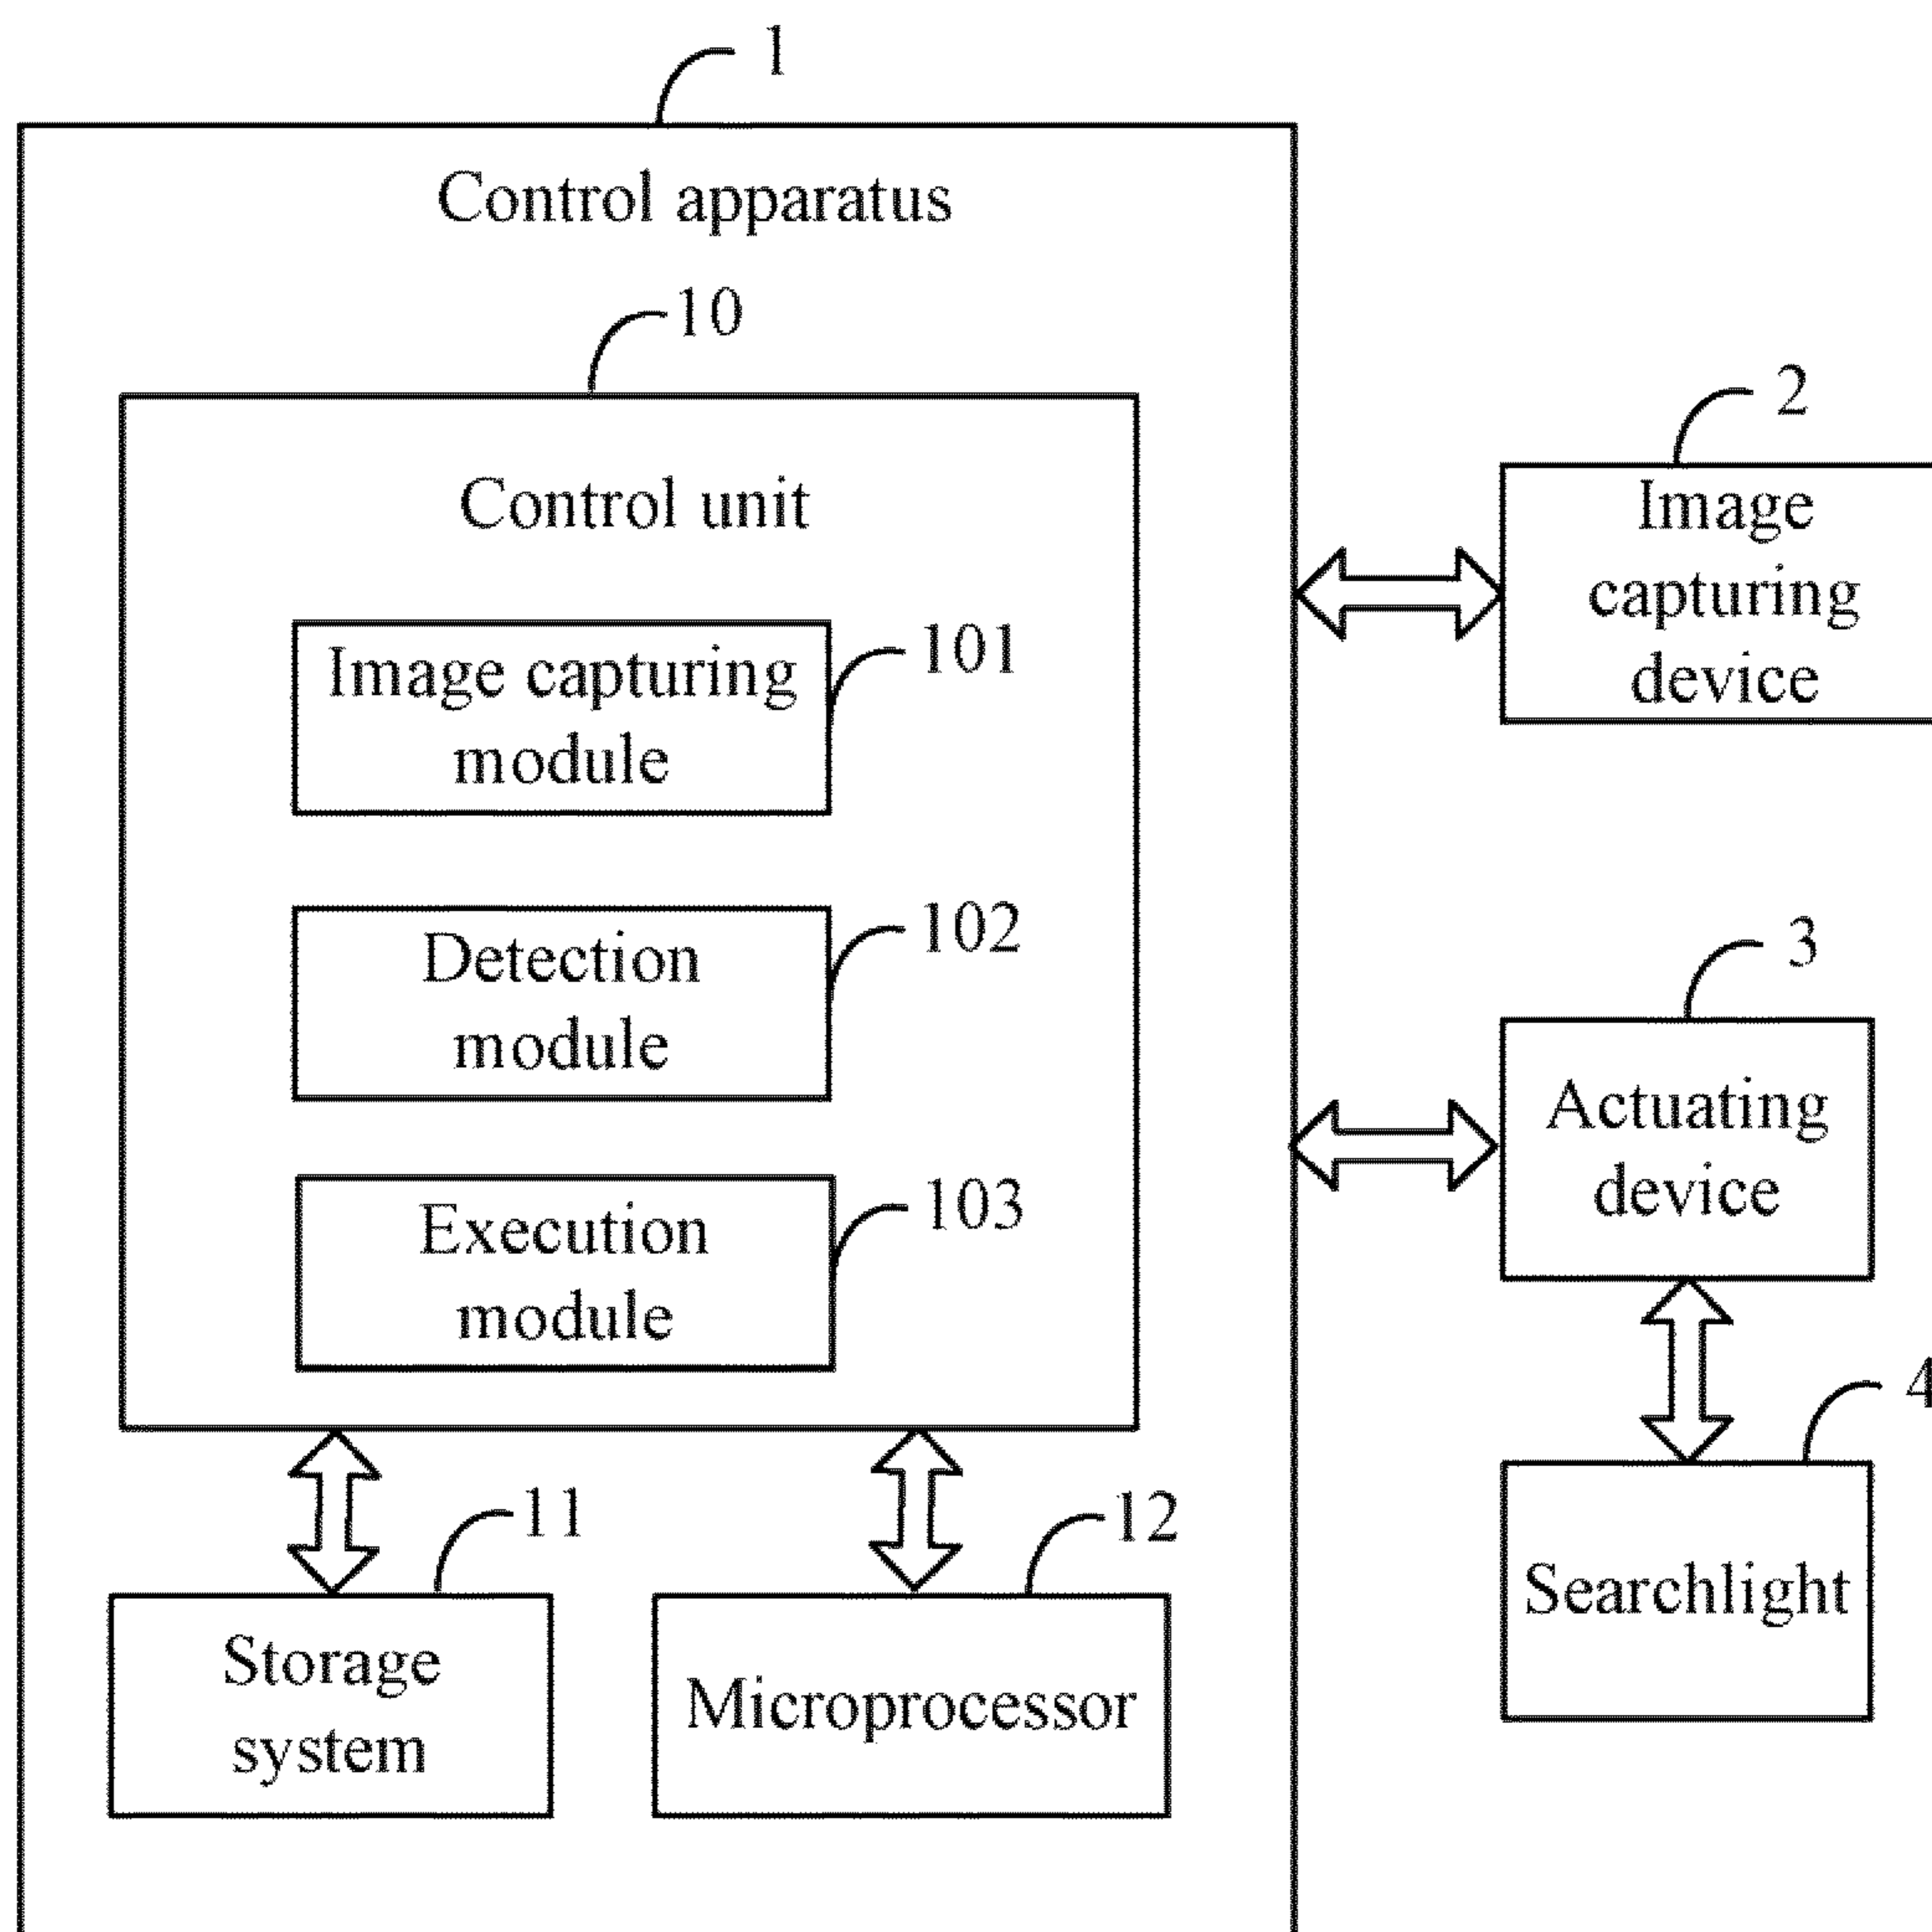 1
Control apparatus
10
Control unit
Image capturing
module
101
Detection
module
102
Execution
module
103
11
Storage
system
12
Microprocessor
2
Image
capturing
device
3
Actuating
device
4
Searchlight